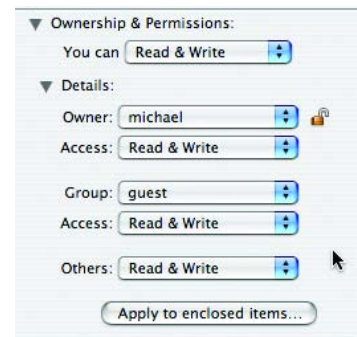 Ownership & Permissions:
You can Read & Write
Details:
Owner: michael
Access: Read & Write
Group: guest
Access: Read & Write
Others: Read & Write
Apply to enclosed items...